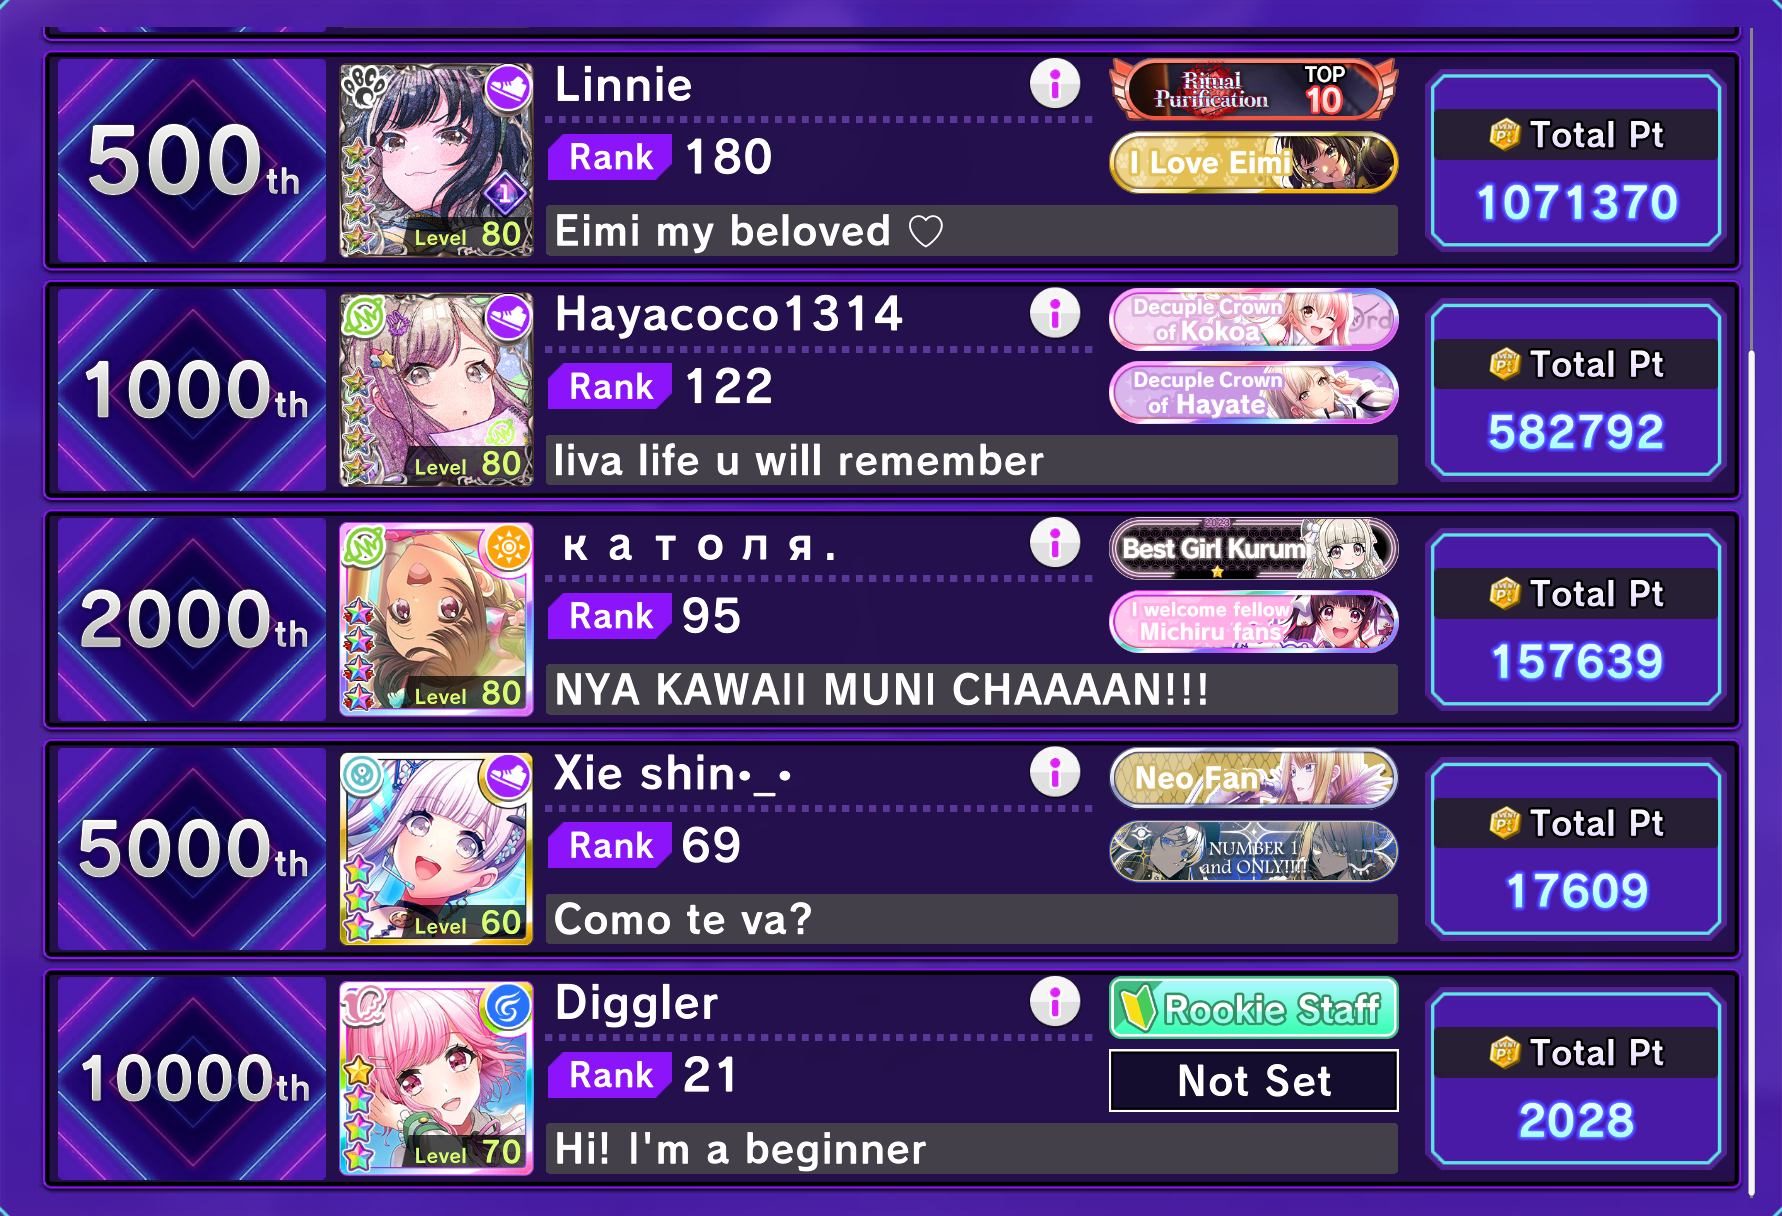 500th
Linnie
Rank 180
Eimi my beloved ♡
Ritual Purification TOP 10
I Love Eimi
Total Pt
1071370
Level 80
1
1000th
Hayacoco1314
Rank 122
liva life u will remember
Decuple Crown
of Kokoa
Decuple Crown
of Hayate
Total Pt
582792
Level 80
2000th
к а т о л я .
Rank 95
NYA KAWAII MUNI CHAAAAN!!!
2023
Best Girl Kurum
I welcome fellow
Michiru fans
Total Pt
157639
Level 80
5000th
Xie shin•_•
Rank 69
Como te va?
Neo Fan
NUMBER 1
and ONLY!!!!
Total Pt
17609
Level 60
10000th
Diggler
Rank 21
Hi! I'm a beginner
Rookie Staff
Not Set
Total Pt
2028
Level 70